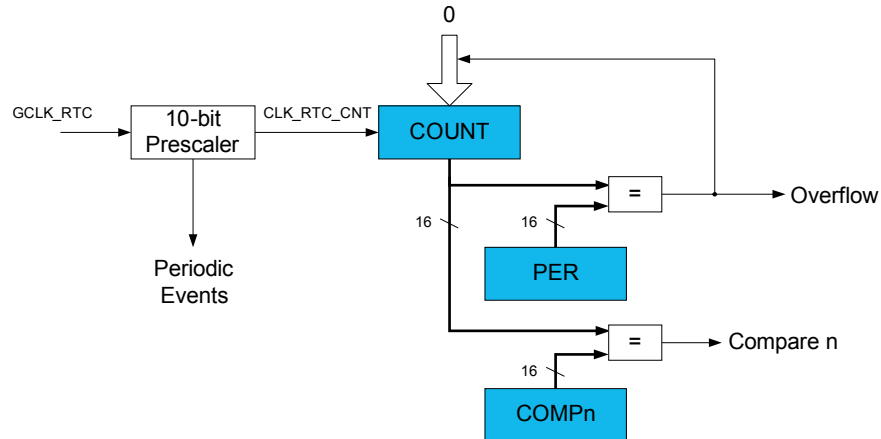 0
GCLK_RTC
10-bit
Prescaler
CLK_RTC_CNT
COUNT
=
Overflow
16
16
Periodic
Events
PER
=
Compare n
16
COMPn